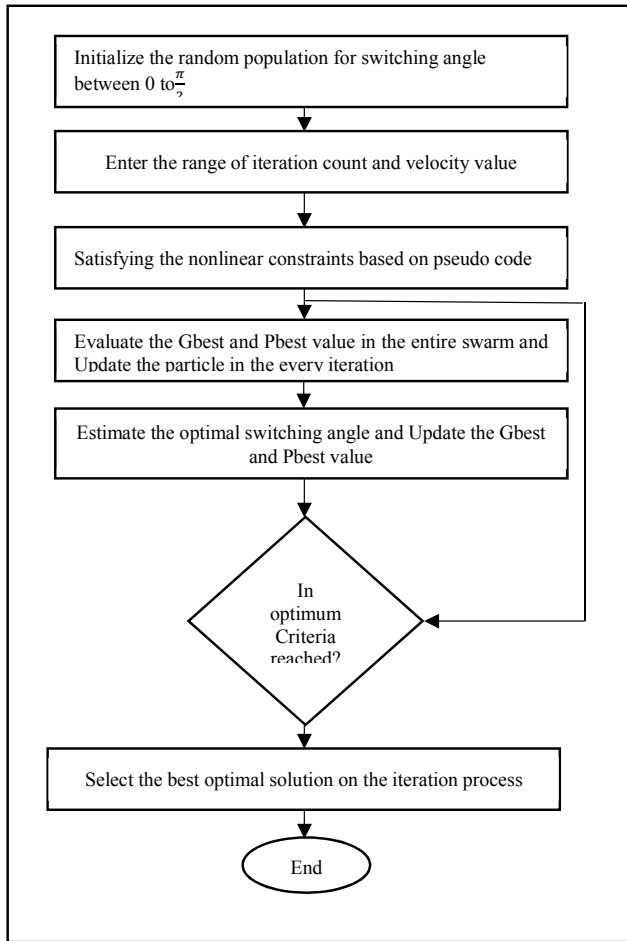 Initialize the random population for switching angle
between 0 to π
Enter the range of iteration count and velocity value
Satisfying the nonlinear constraints based on pseudo code
Evaluate the Gbest and Pbest value in the entire swarm and
Update the particle in the every iteration
Estimate the optimal switching angle and Update the Gbest
and Pbest value
In
optimum
Criteria
reached?
Select the best optimal solution on the iteration process
End